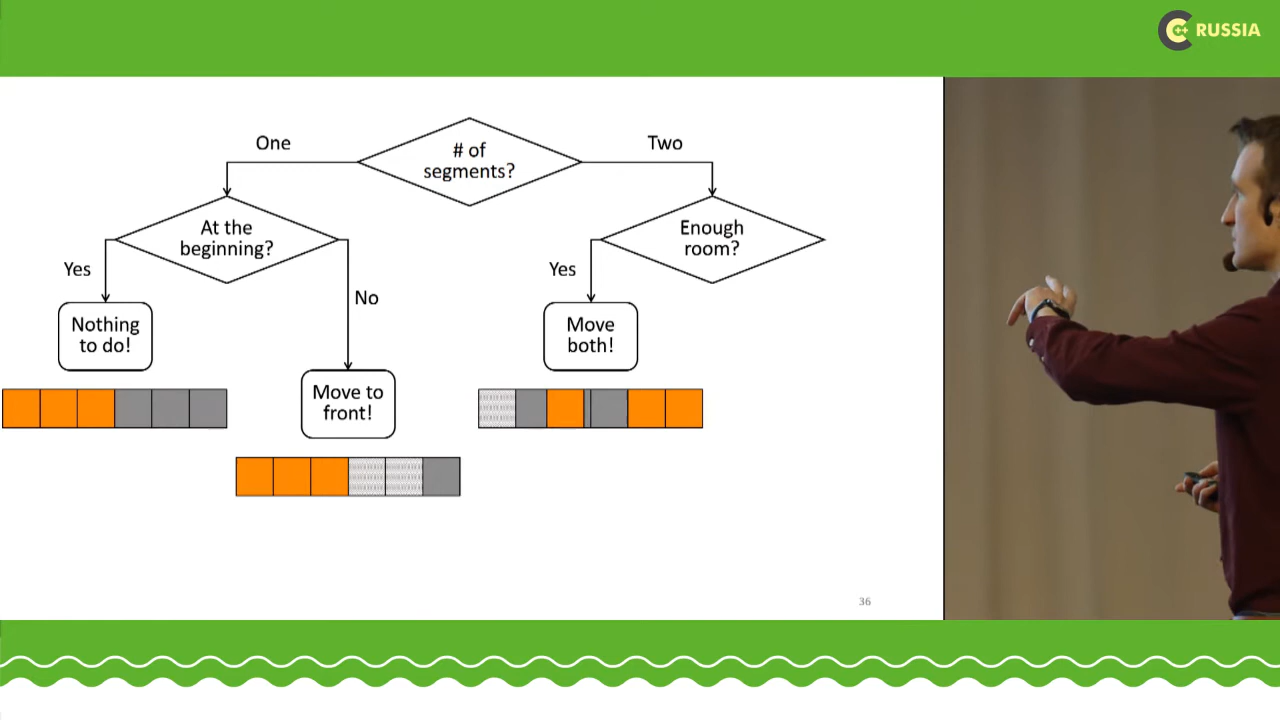 C++ RUSSIA
One
# of
segments?
Two
At the
beginning?
Enough
room?
Yes
No
Yes
Nothing
to do!
Move to
front!
Move
both!
36